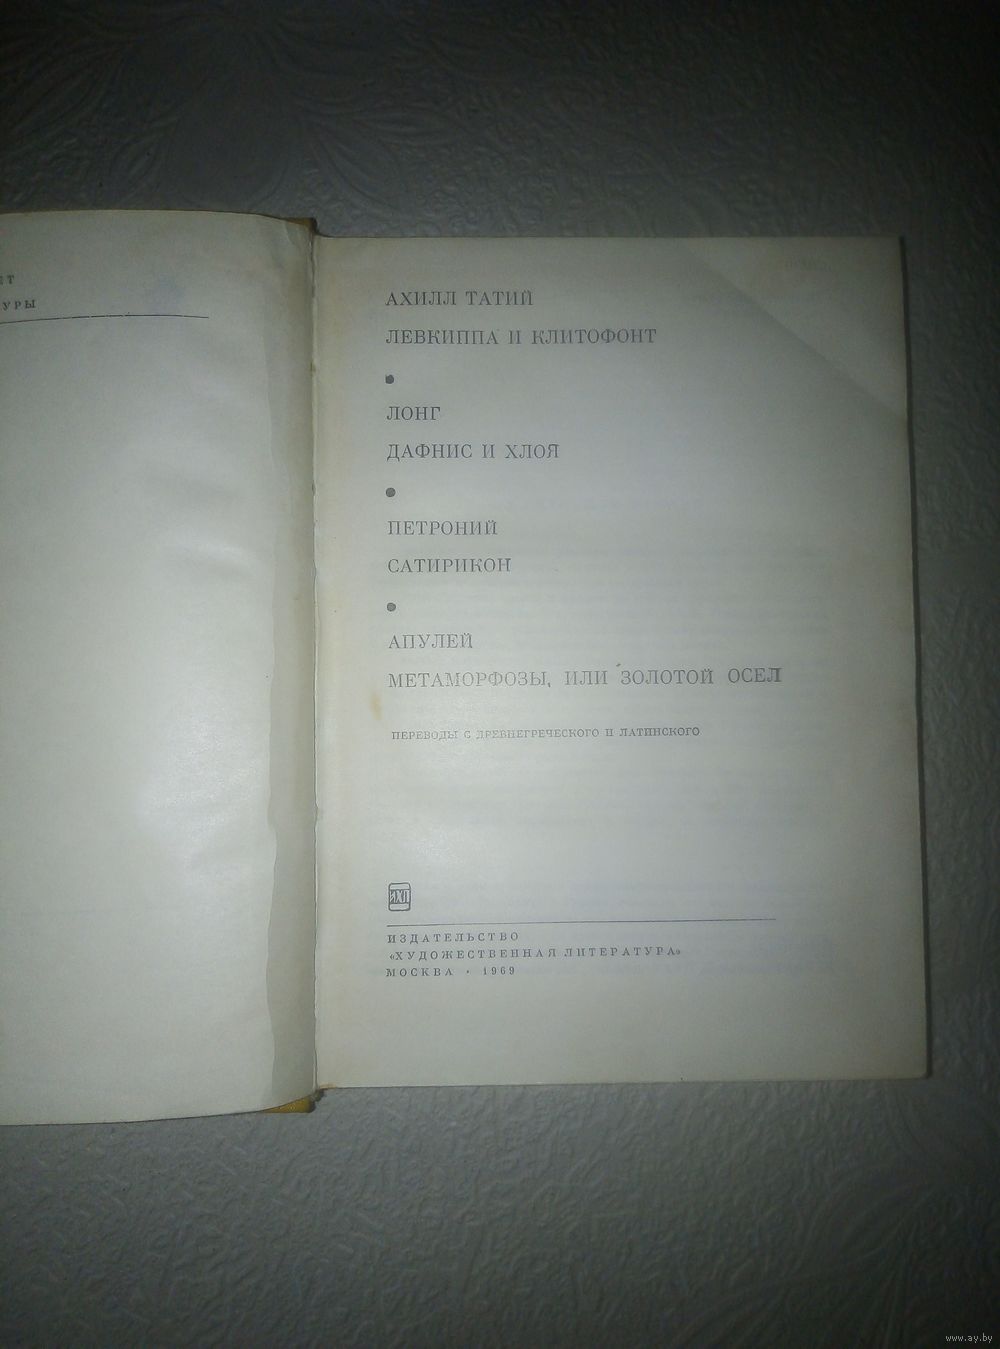 УРЫ
АХИЛЛ ТАТИЙ
ЛЕВКИППА И КЛИТОФОНТ
ЛОНГ
ДАФНИС И ХЛОЯ
ПЕТРОНИЙ
САТИРИКОН
АПУЛЕЙ
МЕТАМОРФОЗЫ, ИЛИ ЗОЛОТОЙ ОСЕЛ
ПЕРЕВОДЫ С ДРЕВНЕГРЕЧЕСКОГО И ЛАТИНСКОГО
ИХЛ
ИЗДАТЕЛЬСТВО
«ХУДОЖЕСТВЕННАЯ ЛИТЕРАТУРА»
МОСКВА · 1969
www.ay.by